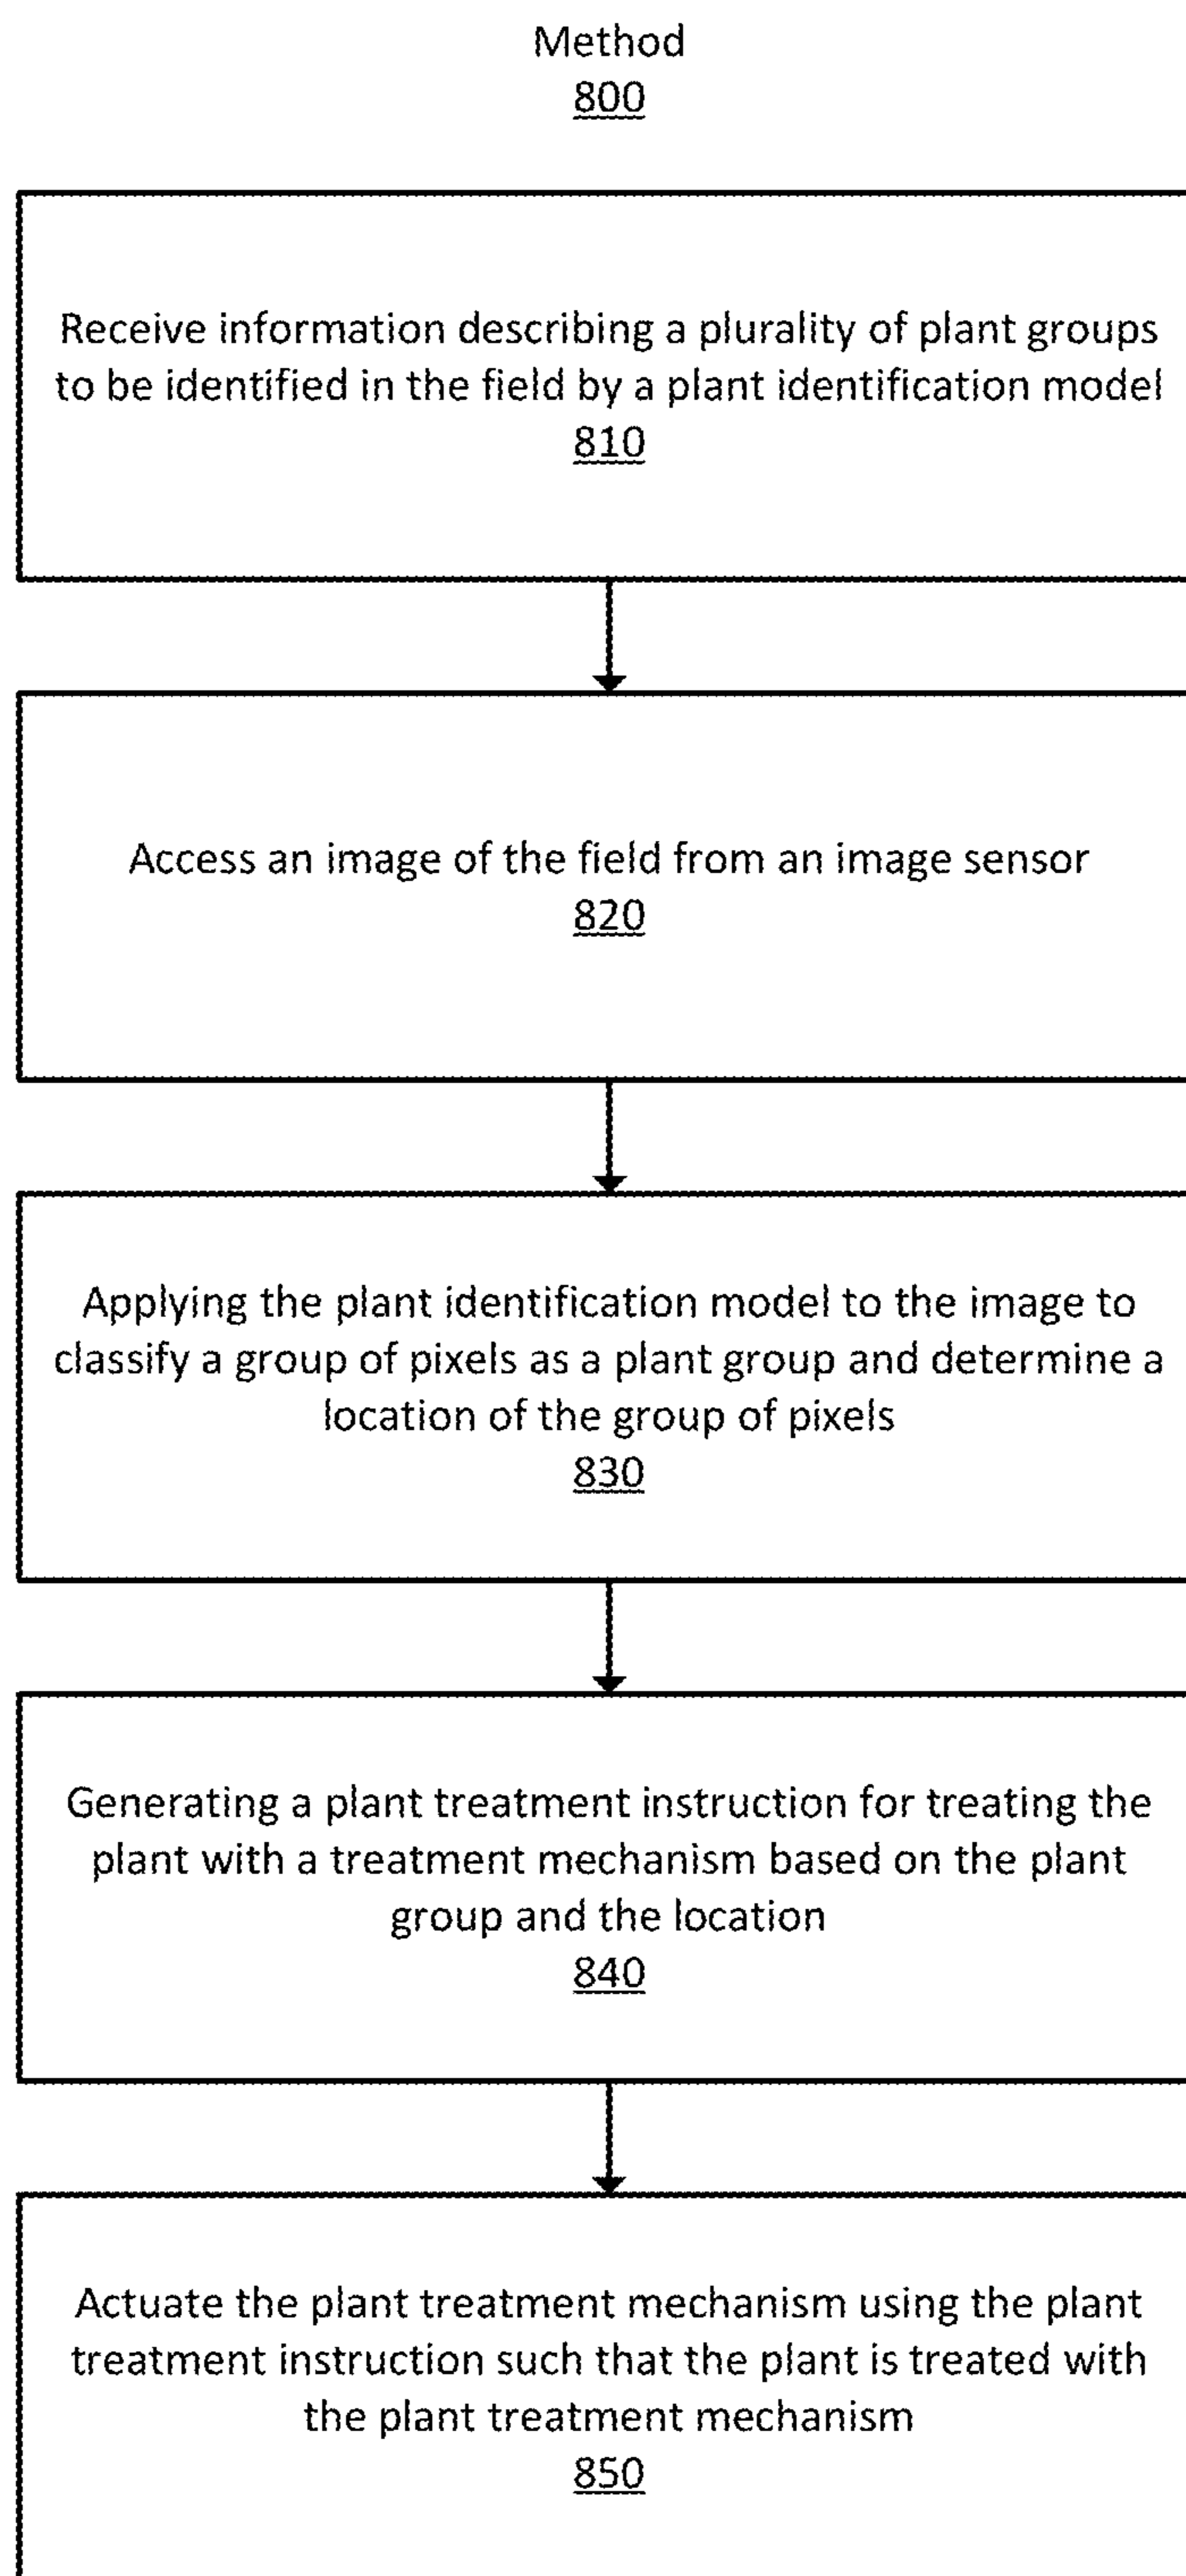 Method
800
Receive information describing a plurality of plant groups
to be identified in the field by a plant identification model
810
Access an image of the field from an image sensor
820
Applying the plant identification model to the image to
classify a group of pixels as a plant group and determine a
location of the group of pixels
830
Generating a plant treatment instruction for treating the
plant with a treatment mechanism based on the plant
group and the location
840
Actuate the plant treatment mechanism using the plant
treatment instruction such that the plant is treated with
the plant treatment mechanism
850